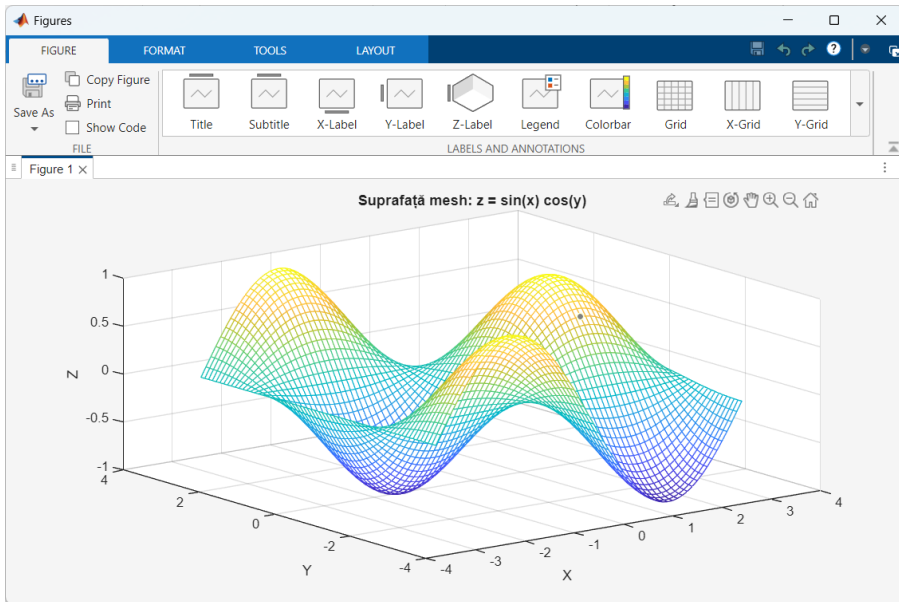 Figures
FIGURE FORMAT TOOLS LAYOUT
?
Save As
Copy Figure
Print
Show Code
FILE
Title Subtitle X-Label Y-Label Z-Label Legend Colorbar Grid X-Grid Y-Grid
LABELS AND ANNOTATIONS
Figure 1
Suprafață mesh: z = sin(x) cos(y)
1
0.5
0
-0.5
-1
Z
4
2
0
-2
-4
Y
-4
-3
-2
-1
0
1
2
3
4
X